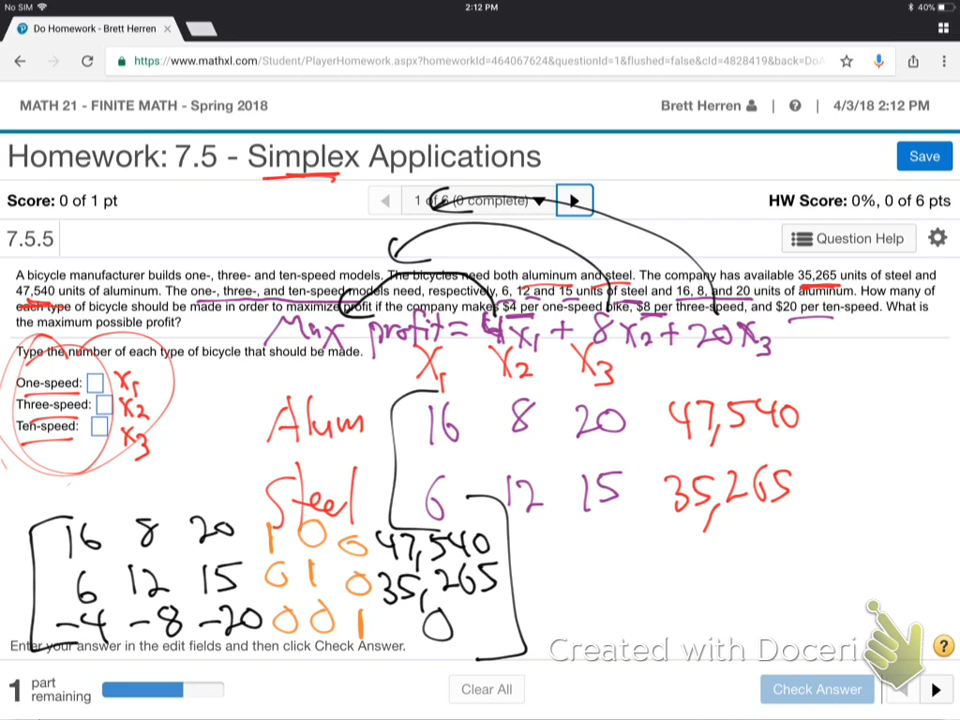 No SIM 2:12 PM 40%
Do Homework - Brett Herren ×
https://www.mathxl.com/Student/PlayerHomework.aspx?homeworkId=464067624&questionId=1&flushed=false&cId=4828419&back=DoA
MATH 21 - FINITE MATH - Spring 2018 Brett Herren ? | 4/3/18 2:12 PM
Homework: 7.5 - Simplex Applications Save
Score: 0 of 1 pt 1 of 6 (0 complete) HW Score: 0%, 0 of 6 pts
7.5.5 Question Help
A bicycle manufacturer builds one-, three- and ten-speed models. The bicycles need both aluminum and steel. The company has available 35,265 units of steel and
47,540 units of aluminum. The one-, three-, and ten-speed models need, respectively, 6, 12 and 15 units of steel and 16, 8, and 20 units of aluminum. How many of
each type of bicycle should be made in order to maximize profit if the company makes $4 per one-speed bike, $8 per three-speed, and $20 per ten-speed. What is
the maximum possible profit?
Max profit = 4x1 + 8x2 + 20x3
Type the number of each type of bicycle that should be made.
x1 x2 x3
One-speed: x1
Three-speed: x2
Ten-speed: x3
Alum 16 8 20 47,540
Steel 6 12 15 35,265
16 8 20 1 0 0 47,540
6 12 15 0 1 0 35,265
-4 -8 -20 0 0 1 0
Enter your answer in the edit fields and then click Check Answer.
Created with Doceri
?
1 part remaining Clear All Check Answer